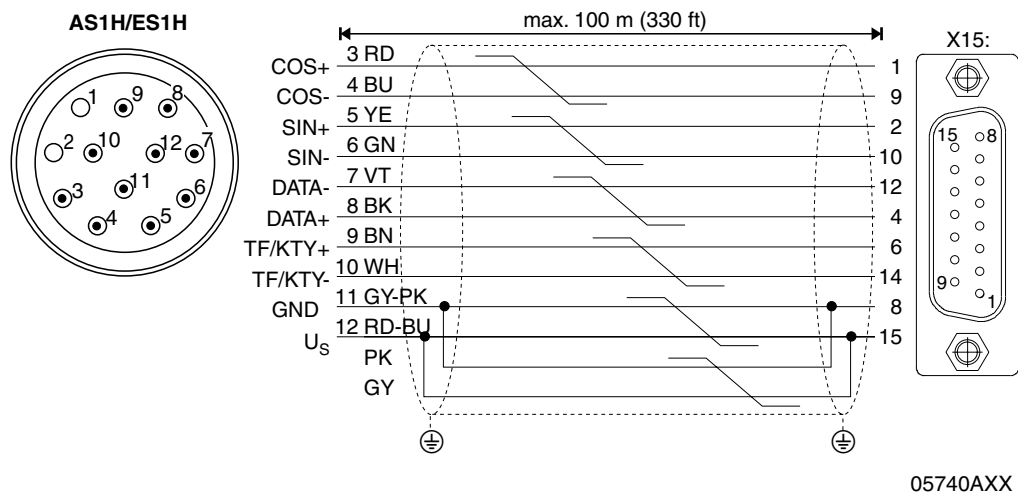 AS1H/ES1H
max. 100 m (330 ft)
X15:
1
9
8
2
10
12
7
3
11
6
4
5
COS+ 3 RD 1
COS- 4 BU 9
SIN+ 5 YE 2
SIN- 6 GN 10
DATA- 7 VT 12
DATA+ 8 BK 4
TF/KTY+ 9 BN 6
TF/KTY- 10 WH 14
GND 11 GY-PK 8
US 12 RD-BU 15
PK
GY
15
8
9
1
05740AXX